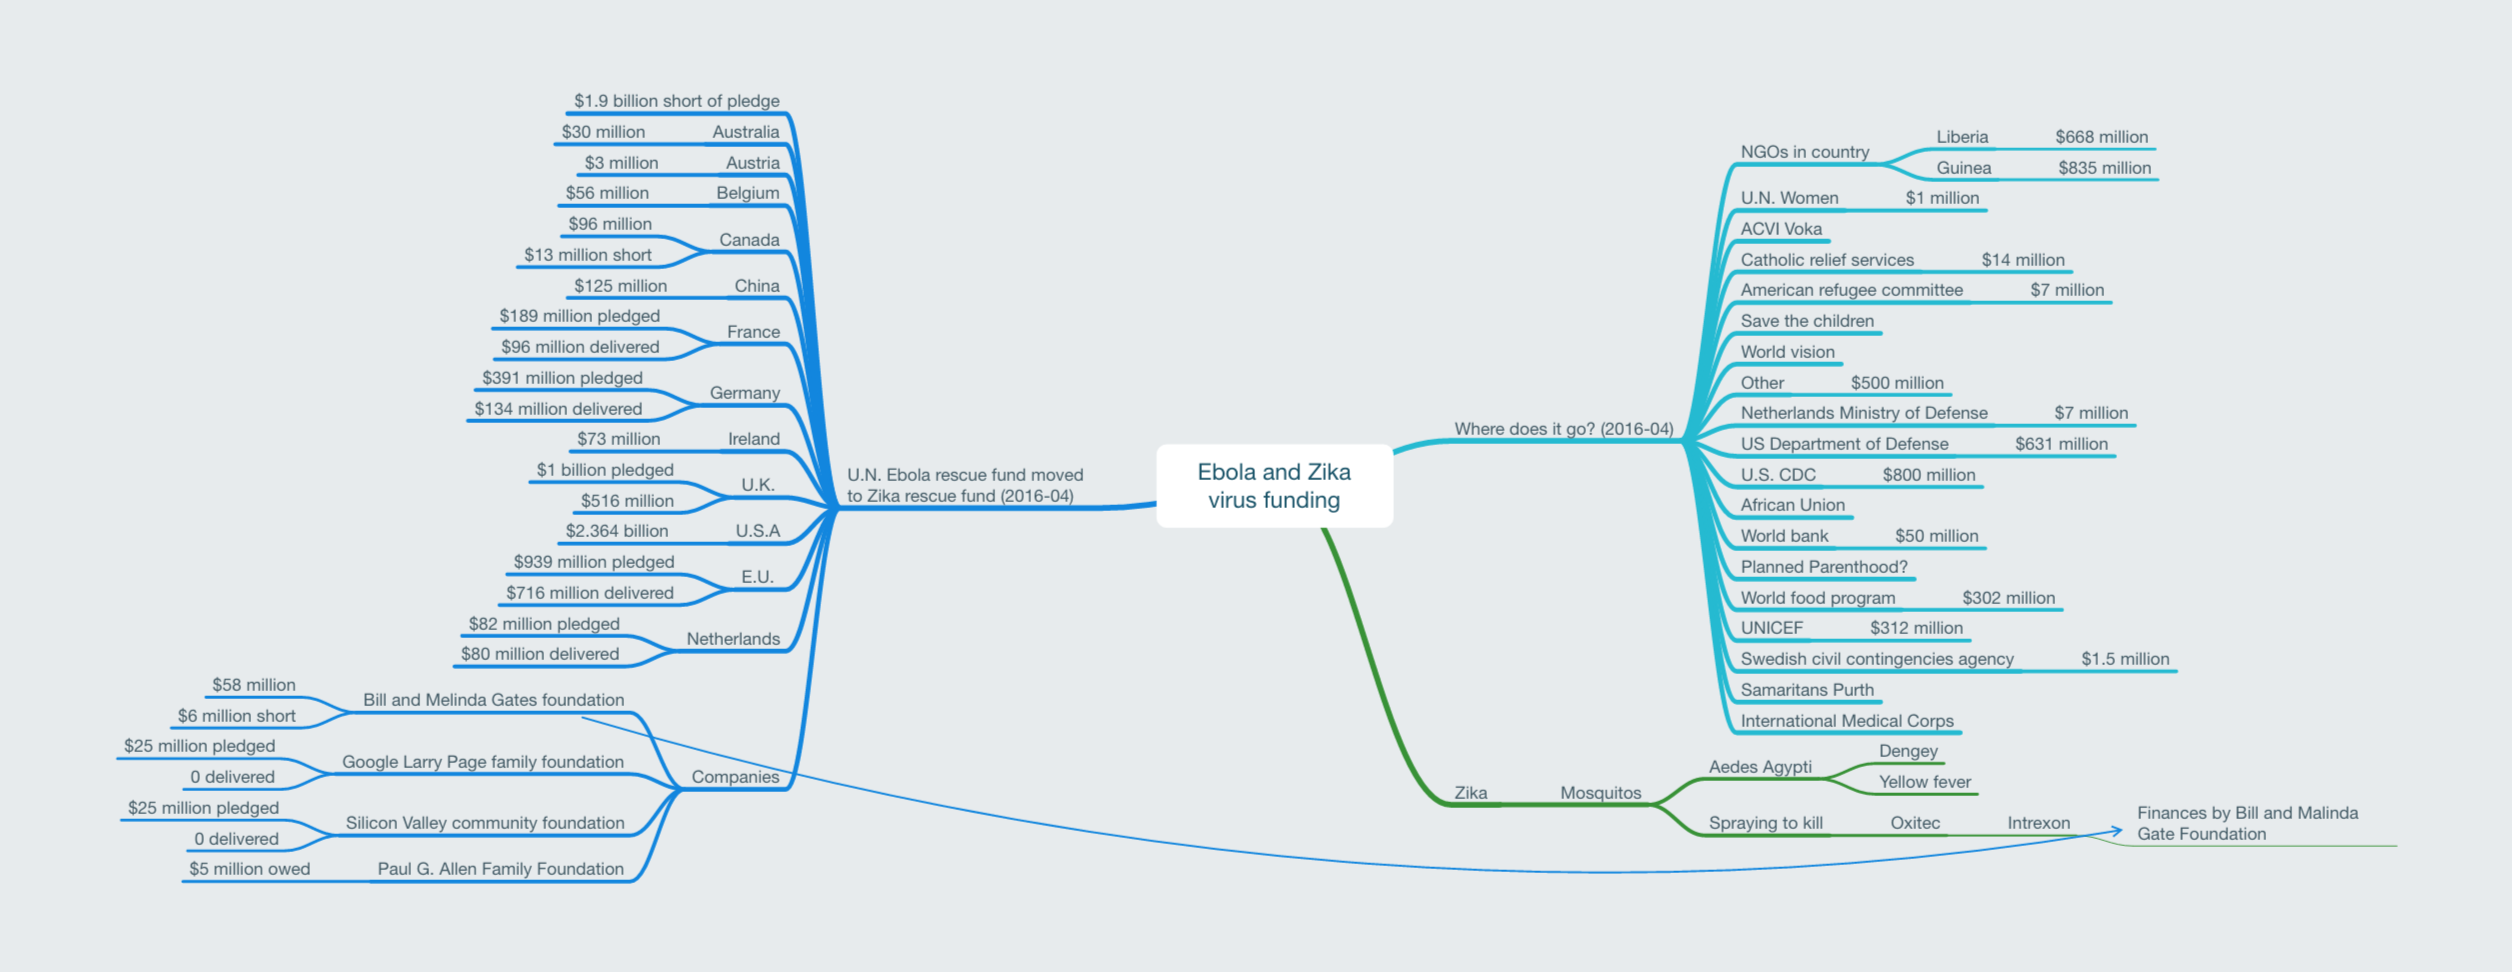 Ebola and Zika
virus funding
U.N. Ebola rescue fund moved
to Zika rescue fund (2016-04)
$1.9 billion short of pledge
Australia
$30 million
Austria
$3 million
Belgium
$56 million
Canada
$96 million
$13 million short
China
$125 million
France
$189 million pledged
$96 million delivered
Germany
$391 million pledged
$134 million delivered
Ireland
$73 million
U.K.
$1 billion pledged
$516 million
U.S.A
$2.364 billion
E.U.
$939 million pledged
$716 million delivered
Netherlands
$82 million pledged
$80 million delivered
Companies
Bill and Melinda Gates foundation
$58 million
$6 million short
Google Larry Page family foundation
$25 million pledged
0 delivered
Silicon Valley community foundation
$25 million pledged
0 delivered
Paul G. Allen Family Foundation
$5 million owed
Where does it go? (2016-04)
NGOs in country
Liberia
$668 million
Guinea
$835 million
U.N. Women
$1 million
ACVI Voka
Catholic relief services
$14 million
American refugee committee
$7 million
Save the children
World vision
Other
$500 million
Netherlands Ministry of Defense
$7 million
US Department of Defense
$631 million
U.S. CDC
$800 million
African Union
World bank
$50 million
Planned Parenthood?
World food program
$302 million
UNICEF
$312 million
Swedish civil contingencies agency
$1.5 million
Samaritans Purth
International Medical Corps
Zika
Mosquitos
Aedes Agypti
Dengey
Yellow fever
Spraying to kill
Oxitec
Intrexon
Finances by Bill and Malinda
Gate Foundation